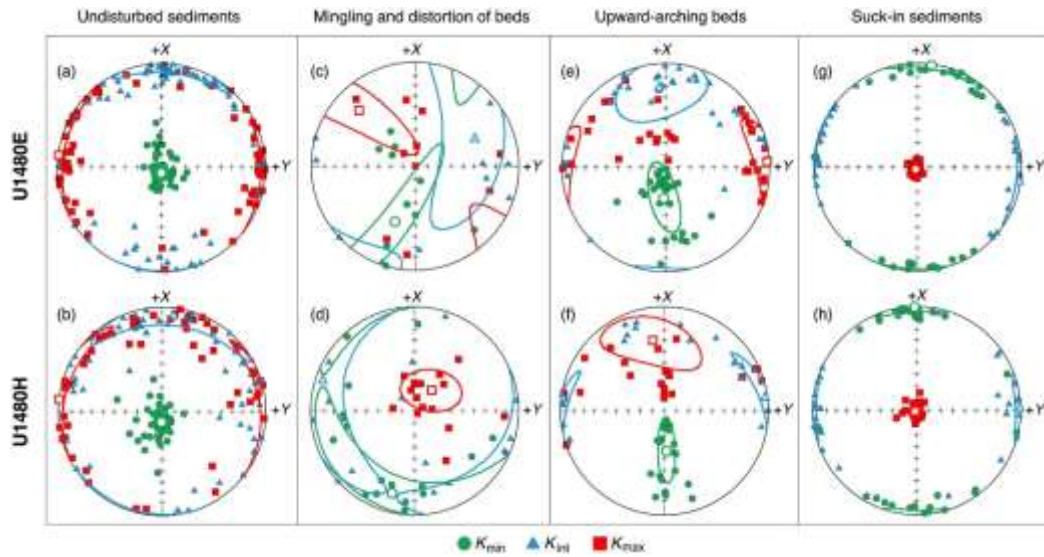 Undisturbed sediments Mingling and distortion of beds Upward-arching beds Suck-in sediments
U1480E
(a) +X +Y
(c) +X +Y
(e) +X +Y
(g) +X +Y
U1480H
(b) +X +Y
(d) +X +Y
(f) +X +Y
(h) +X +Y
Kmin Kint Kmax